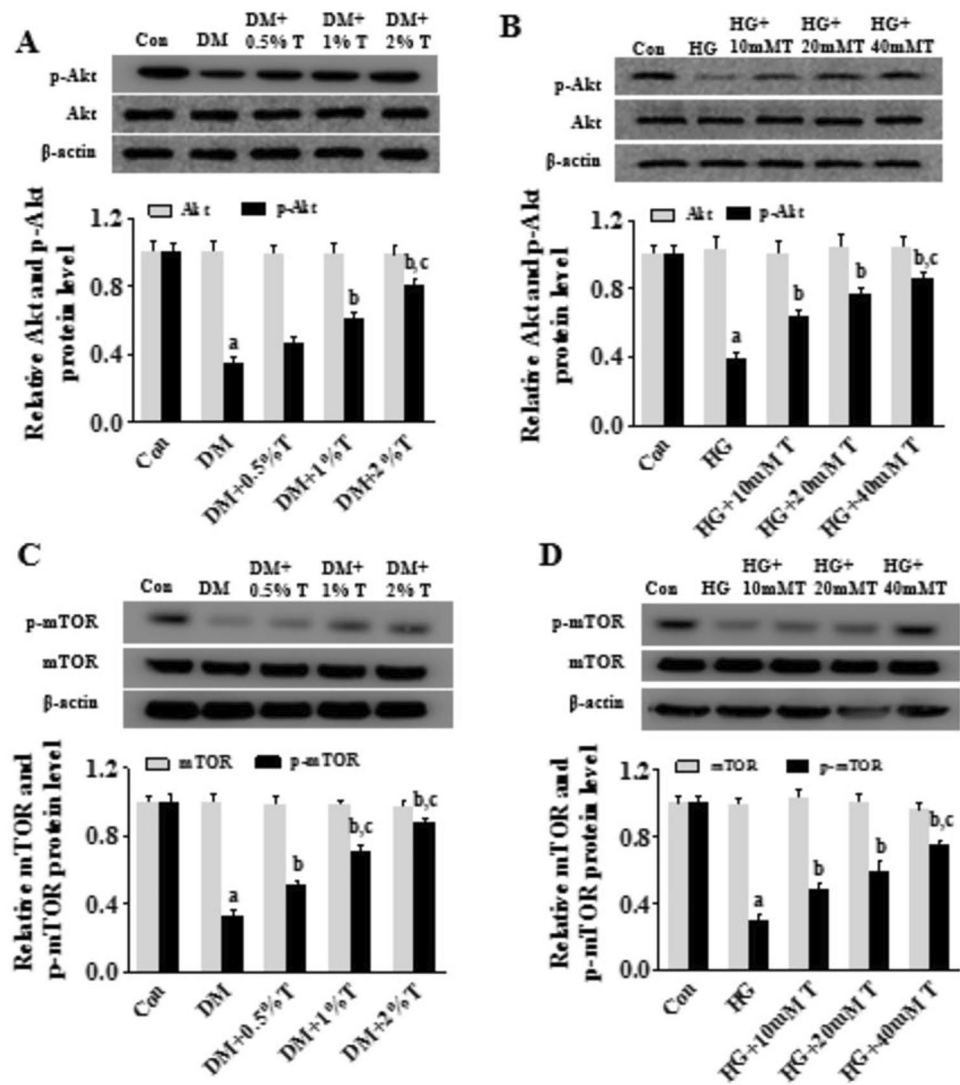 A
Con DM DM+ 0.5% T DM+ 1% T DM+ 2% T
p-Akt
Akt
β-actin
Relative Akt and p-Akt
protein level
Akt p-Akt
1.2
0.8
0.4
0.0
a
b
b,c
Con DM DM+0.5%T DM+1%T DM+2%T
B
Con HG HG+ 10mMT HG+ 20mMT HG+ 40mMT
p-Akt
Akt
β-actin
Relative Akt and p-Akt
protein level
Akt p-Akt
1.2
0.8
0.4
0.0
a
b
b
b,c
Con HG HG+10mM T HG+20mM T HG+40mM T
C
Con DM DM+ 0.5% T DM+ 1% T DM+ 2% T
p-mTOR
mTOR
β-actin
Relative mTOR and
p-mTOR protein level
mTOR p-mTOR
1.2
0.8
0.4
0.0
a
b
b,c
b,c
Con DM DM+0.5%T DM+1%T DM+2%T
D
Con HG HG+ 10mMT HG+ 20mMT HG+ 40mMT
p-mTOR
mTOR
β-actin
Relative mTOR and
p-mTOR protein level
mTOR p-mTOR
1.2
0.8
0.4
0.0
a
b
b
b,c
Con HG HG+10mM T HG+20mM T HG+40mM T